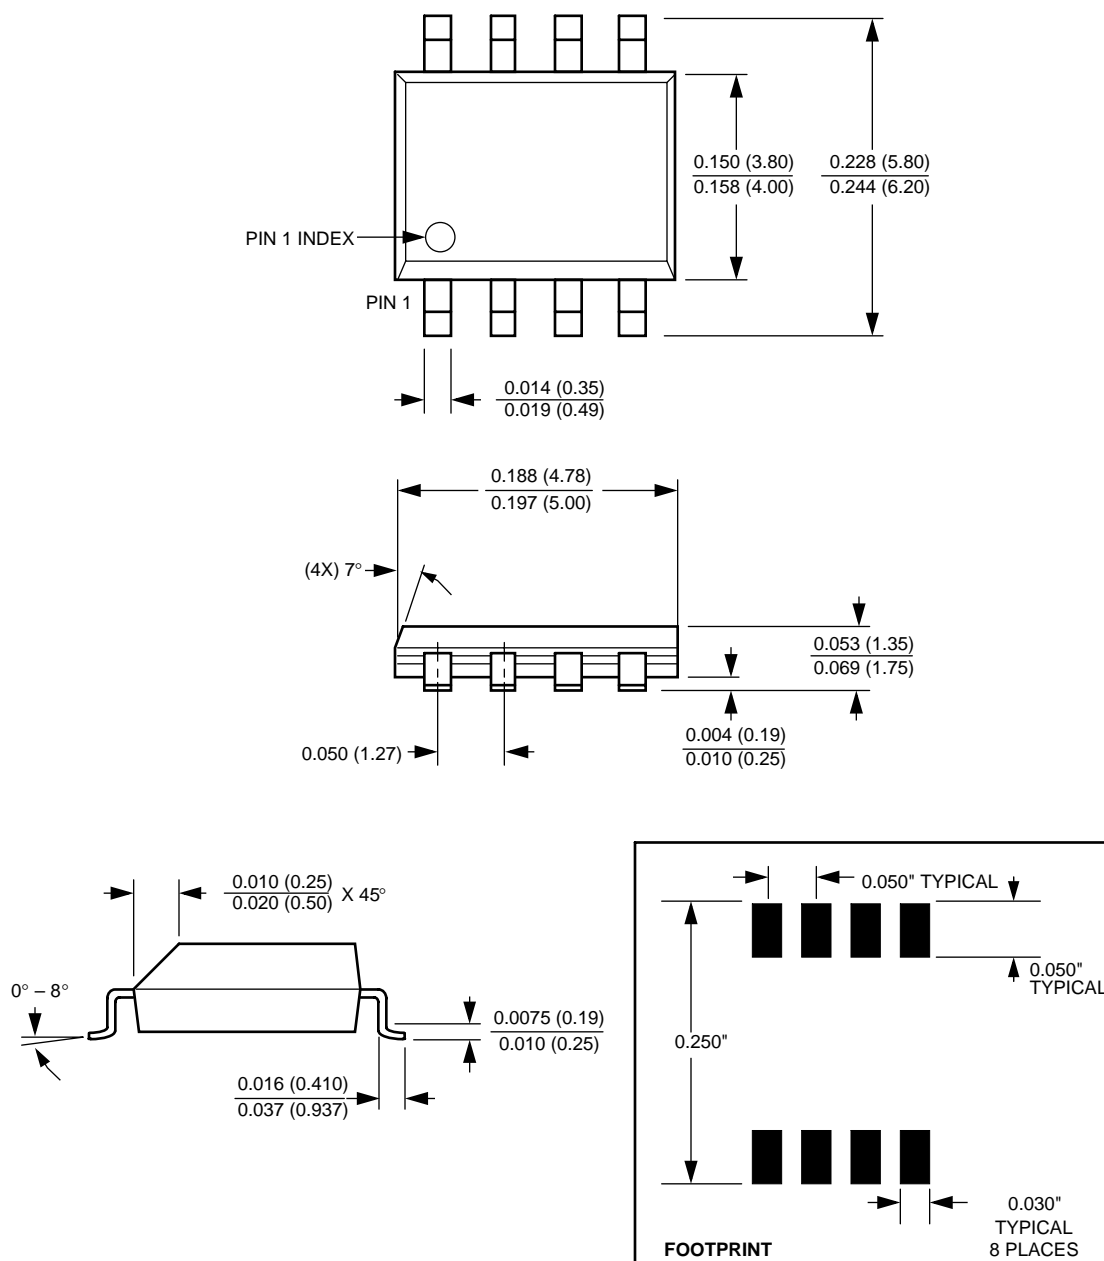 0.150 (3.80)
0.158 (4.00)
0.228 (5.80)
0.244 (6.20)
PIN 1 INDEX
PIN 1
0.014 (0.35)
0.019 (0.49)
0.188 (4.78)
0.197 (5.00)
(4X) 7°
0.053 (1.35)
0.069 (1.75)
0.004 (0.19)
0.010 (0.25)
0.050 (1.27)
0.010 (0.25)
0.020 (0.50)
X 45°
0° – 8°
0.0075 (0.19)
0.010 (0.25)
0.016 (0.410)
0.037 (0.937)
0.050" TYPICAL
0.050"
TYPICAL
0.250"
0.030"
TYPICAL
8 PLACES
FOOTPRINT